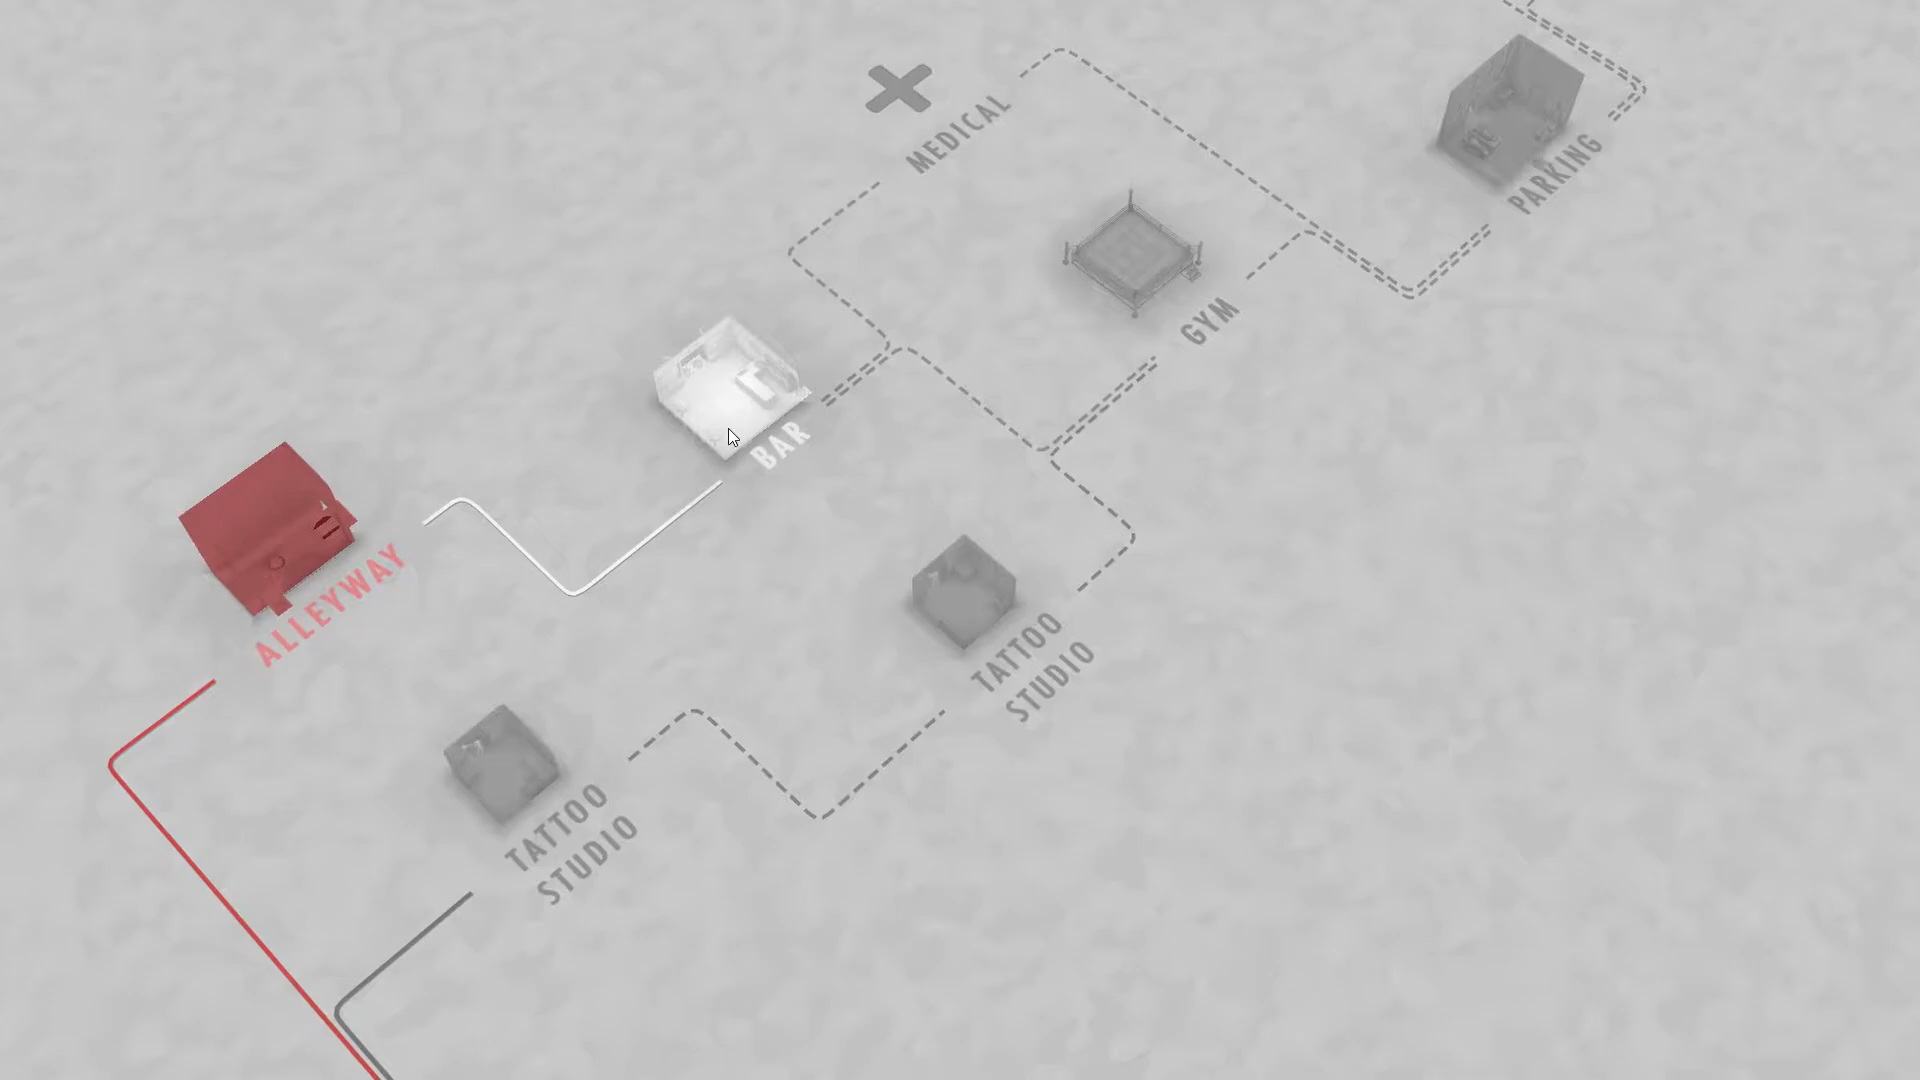 MEDICAL
PARKING
GYM
BAR
ALLEYWAY
TATTOO
STUDIO
TATTOO
STUDIO